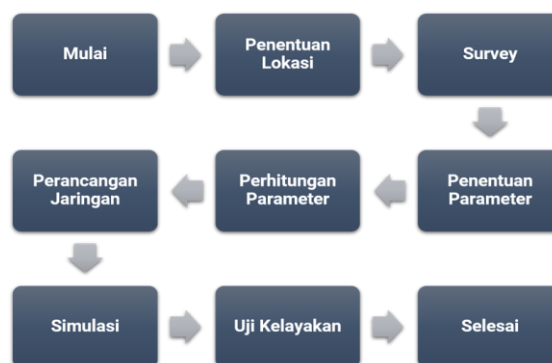 Mulai
Penentuan
Lokasi
Survey
Penentuan
Parameter
Perhitungan
Parameter
Perancangan
Jaringan
Simulasi
Uji Kelayakan
Selesai